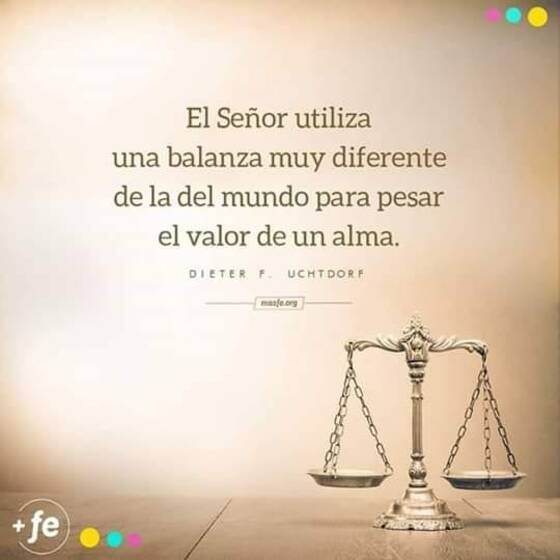 El Señor utiliza
una balanza muy diferente
de la del mundo para pesar
el valor de un alma.
DIETER F. UCHTDORF
masfe.org
+ fe